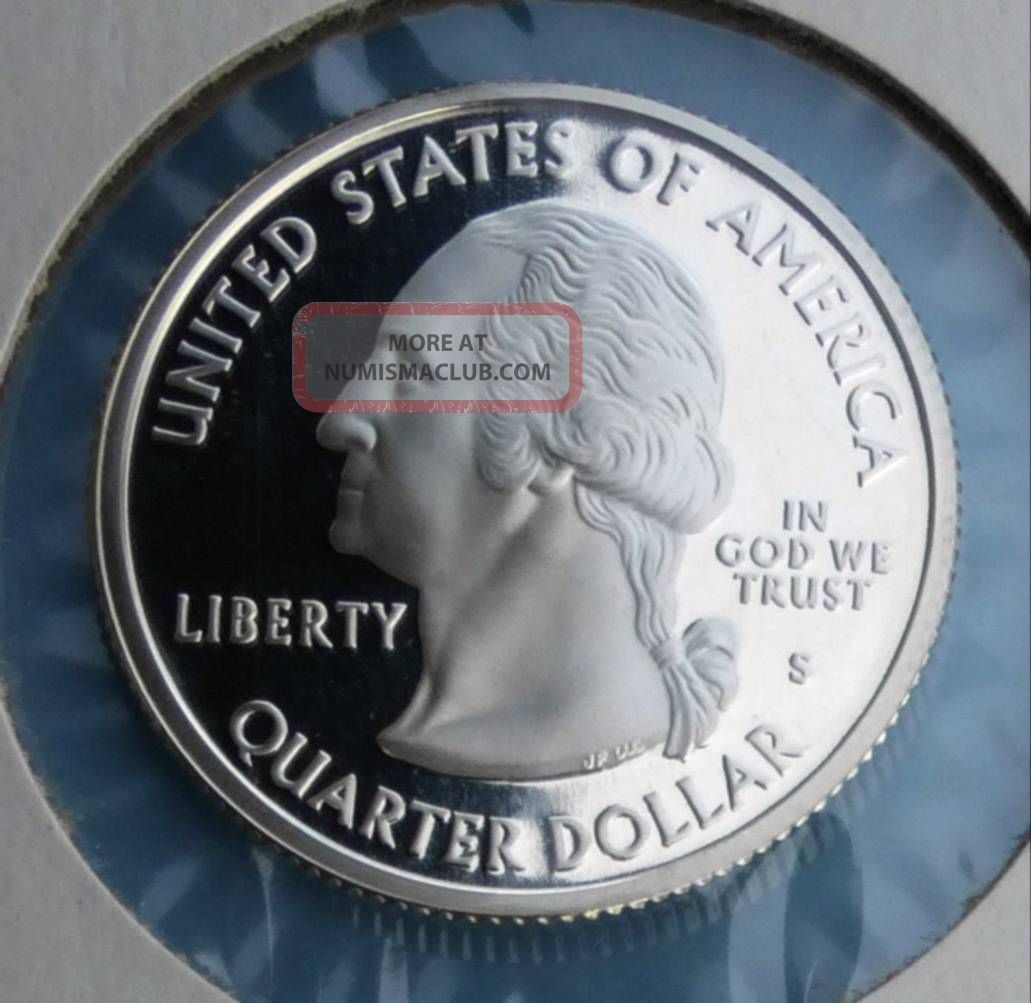 UNITED STATES OF AMERICA
MORE AT
NUMISMACLUB.COM
LIBERTY
IN
GOD WE
TRUST
S
QUARTER DOLLAR